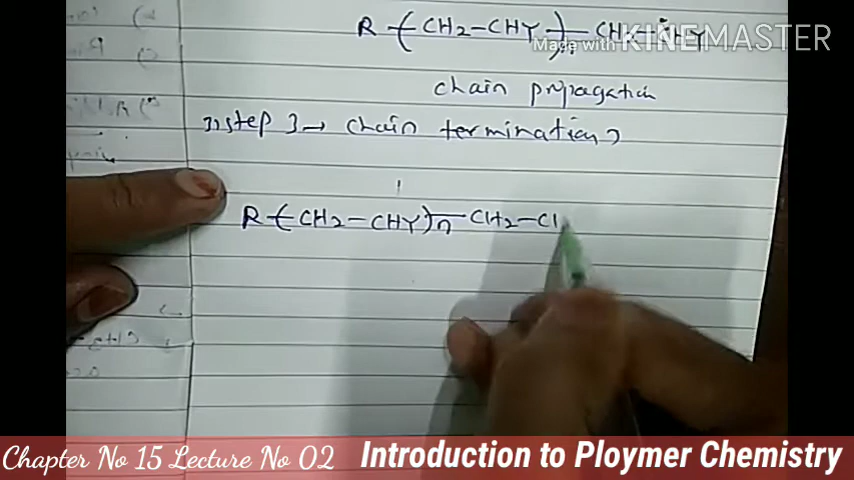 R-(CH2-CHY)n-CH2-CHY
Made with KINEMASTER
chain propagation
step 3→ chain termination
R-(CH2-CHY)n-CH2-CH
Chapter No 15 Lecture No 02 Introduction to Ploymer Chemistry